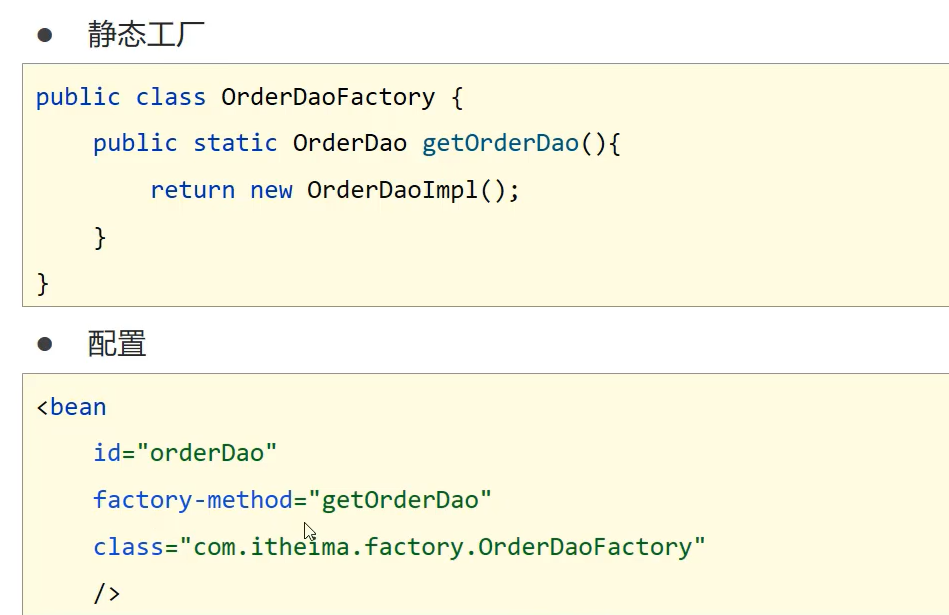 ● 静态工厂
public class OrderDaoFactory {
    public static OrderDao getOrderDao(){
        return new OrderDaoImpl();
    }
}
● 配置
<bean
    id="orderDao"
    factory-method="getOrderDao"
    class="com.itheima.factory.OrderDaoFactory"
    />